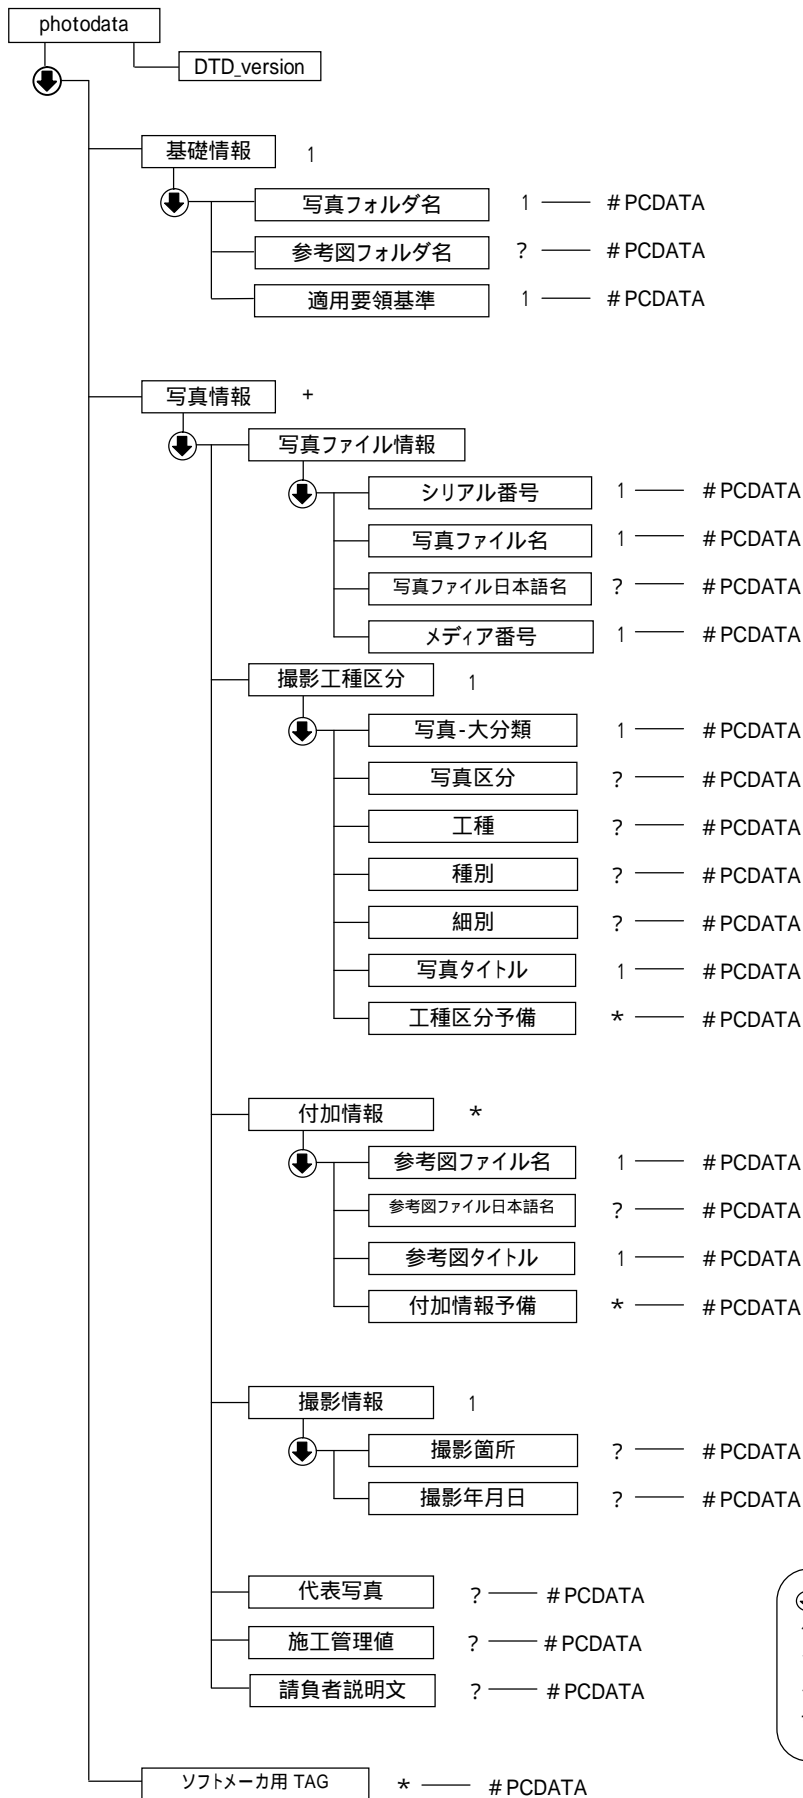 photodata
DTD_version
基礎情報 1
写真フォルダ名 1 #PCDATA
参考図フォルダ名 ? #PCDATA
適用要領基準 1 #PCDATA
写真情報 +
写真ファイル情報
シリアル番号 1 #PCDATA
写真ファイル名 1 #PCDATA
写真ファイル日本語名 ? #PCDATA
メディア番号 1 #PCDATA
撮影工種区分 1
写真-大分類 1 #PCDATA
写真区分 ? #PCDATA
工種 ? #PCDATA
種別 ? #PCDATA
細別 ? #PCDATA
写真タイトル 1 #PCDATA
工種区分予備 * #PCDATA
付加情報 *
参考図ファイル名 1 #PCDATA
参考図ファイル日本語名 ? #PCDATA
参考図タイトル 1 #PCDATA
付加情報予備 * #PCDATA
撮影情報 1
撮影箇所 ? #PCDATA
撮影年月日 ? #PCDATA
代表写真 ? #PCDATA
施工管理値 ? #PCDATA
請負者説明文 ? #PCDATA
ソフトメーカ用 TAG * #PCDATA